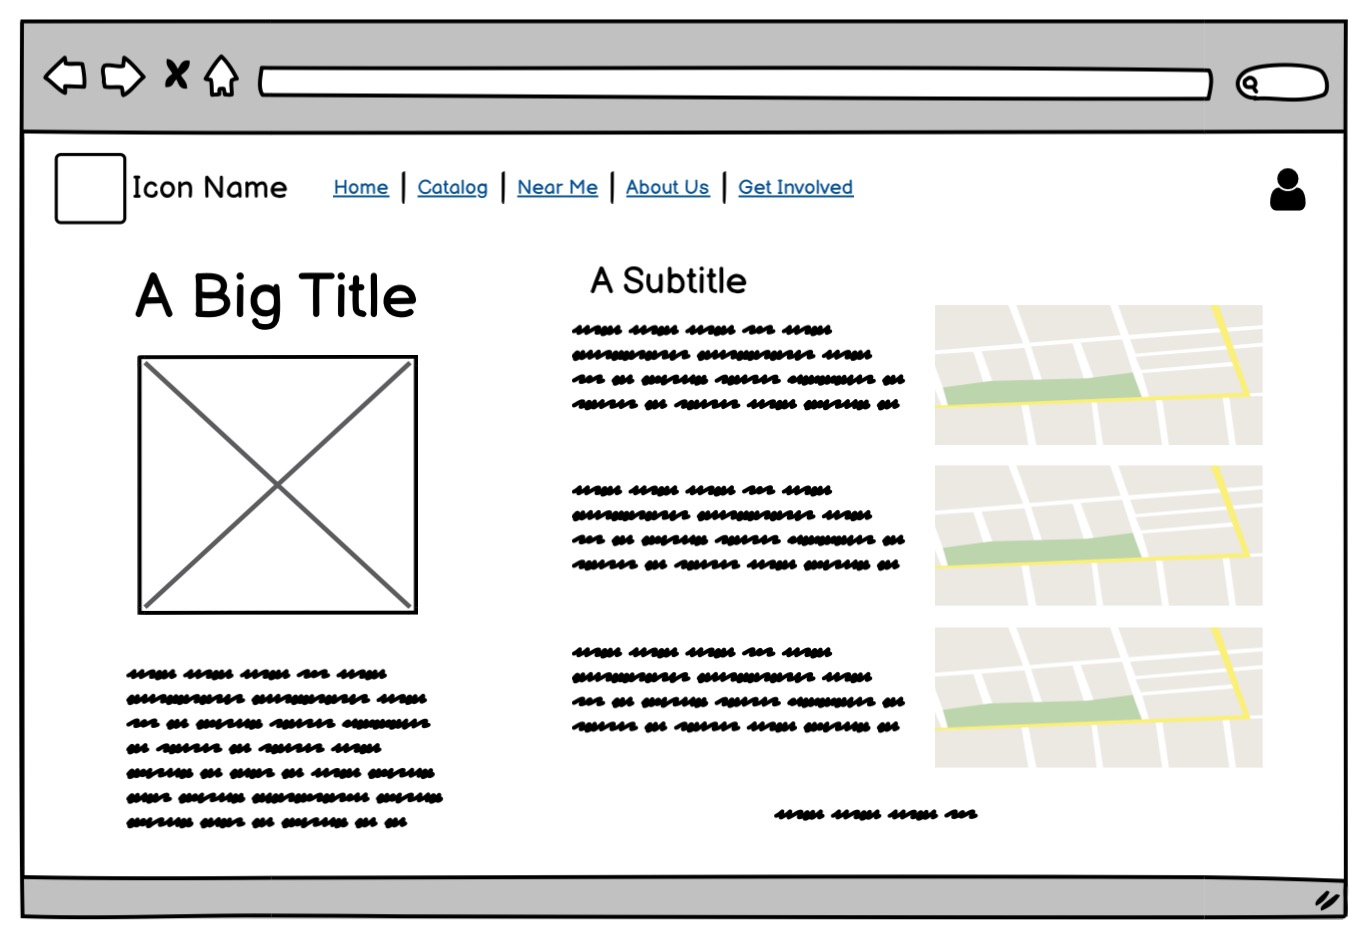 Icon Name
Home | Catalog | Near Me | About Us | Get Involved
A Big Title
A Subtitle